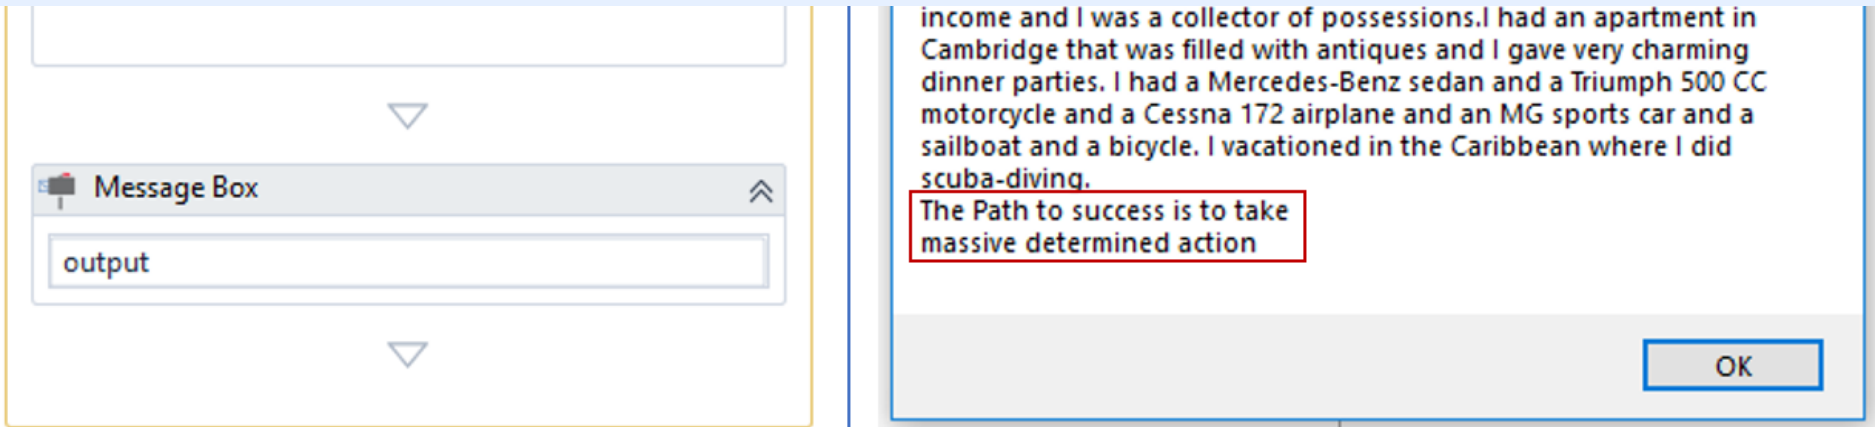 Message Box
output
income and I was a collector of possessions.I had an apartment in
Cambridge that was filled with antiques and I gave very charming
dinner parties. I had a Mercedes-Benz sedan and a Triumph 500 CC
motorcycle and a Cessna 172 airplane and an MG sports car and a
sailboat and a bicycle. I vacationed in the Caribbean where I did
scuba-diving.
The Path to success is to take
massive determined action
OK